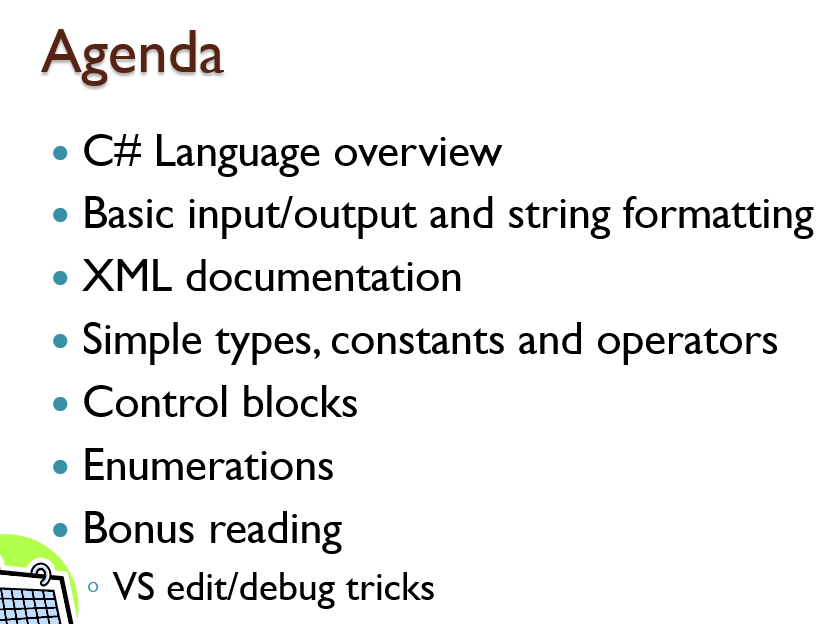 Agenda
C# Language overview
Basic input/output and string formatting
XML documentation
Simple types, constants and operators
Control blocks
Enumerations
Bonus reading
VS edit/debug tricks